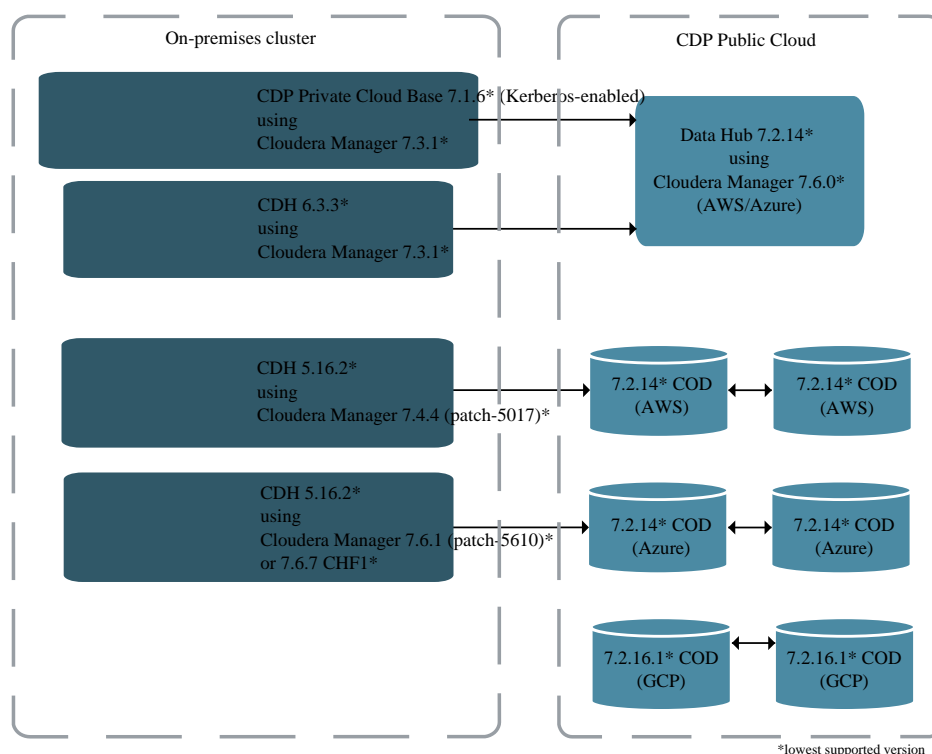 On-premises cluster
CDP Private Cloud Base 7.1.6* (Kerberos-enabled)
using
Cloudera Manager 7.3.1*
CDH 6.3.3*
using
Cloudera Manager 7.3.1*
CDH 5.16.2*
using
Cloudera Manager 7.4.4 (patch-5017)*
CDH 5.16.2*
using
Cloudera Manager 7.6.1 (patch-5610)*
or 7.6.7 CHF1*
CDP Public Cloud
Data Hub 7.2.14*
using
Cloudera Manager 7.6.0*
(AWS/Azure)
7.2.14* COD
(AWS)
7.2.14* COD
(AWS)
7.2.14* COD
(Azure)
7.2.14* COD
(Azure)
7.2.16.1* COD
(GCP)
7.2.16.1* COD
(GCP)
*lowest supported version